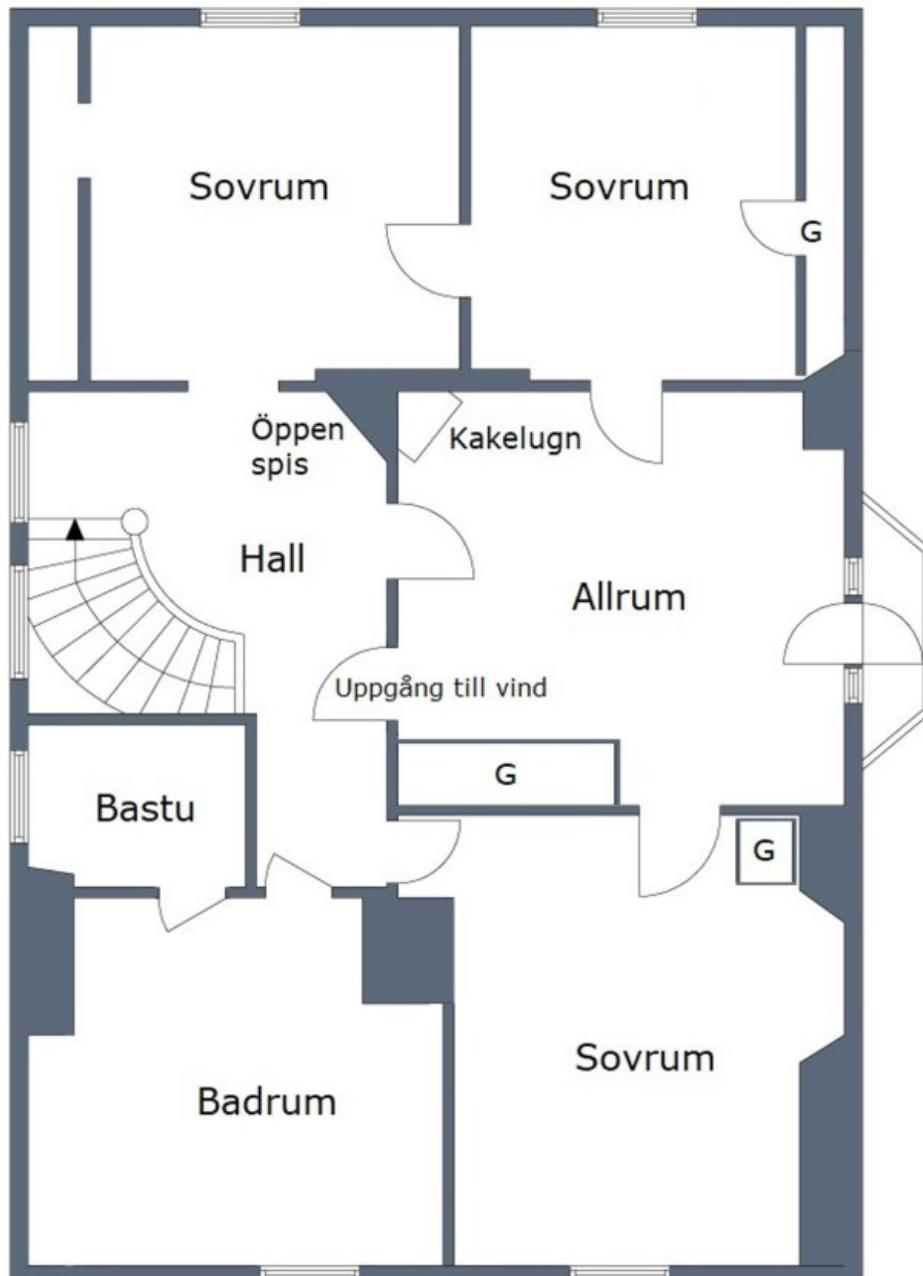 Sovrum
Sovrum
G
Öppen
spis
Kakelugn
Hall
Allrum
Uppgång till vind
G
Bastu
G
Sovrum
Badrum